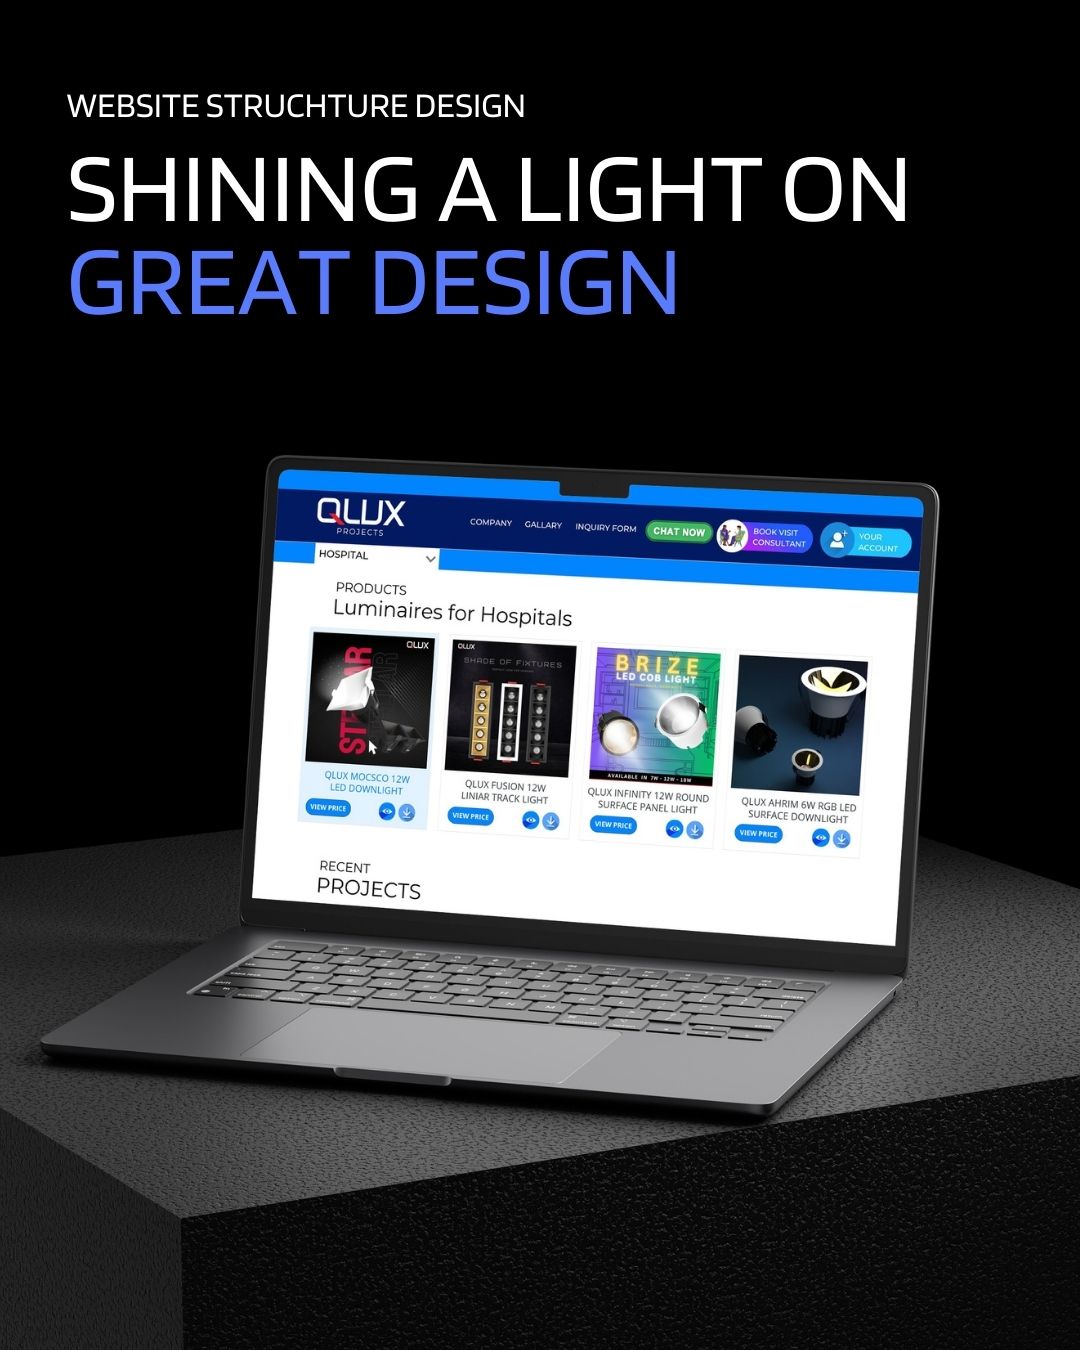 WEBSITE STRUCHTURE DESIGN
SHINING A LIGHT ON
GREAT DESIGN
QLUX
PROJECTS
COMPANY
GALLARY
INQUIRY FORM
CHAT NOW
BOOK VISIT
CONSULTANT
YOUR
ACCOUNT
HOSPITAL
PRODUCTS
Luminaires for Hospitals
QLUX
QLUX
SHADE OF FIXTURES
BRIZE
LED COB LIGHT
AVAILABLE IN 7W - 12W - 18W
QLUX MOCSCO 12W
LED DOWNLIGHT
VIEW PRICE
QLUX FUSION 12W
LINIAR TRACK LIGHT
VIEW PRICE
QLUX INFINITY 12W ROUND
SURFACE PANEL LIGHT
VIEW PRICE
QLUX AHRIM 6W RGB LED
SURFACE DOWNLIGHT
VIEW PRICE
RECENT
PROJECTS